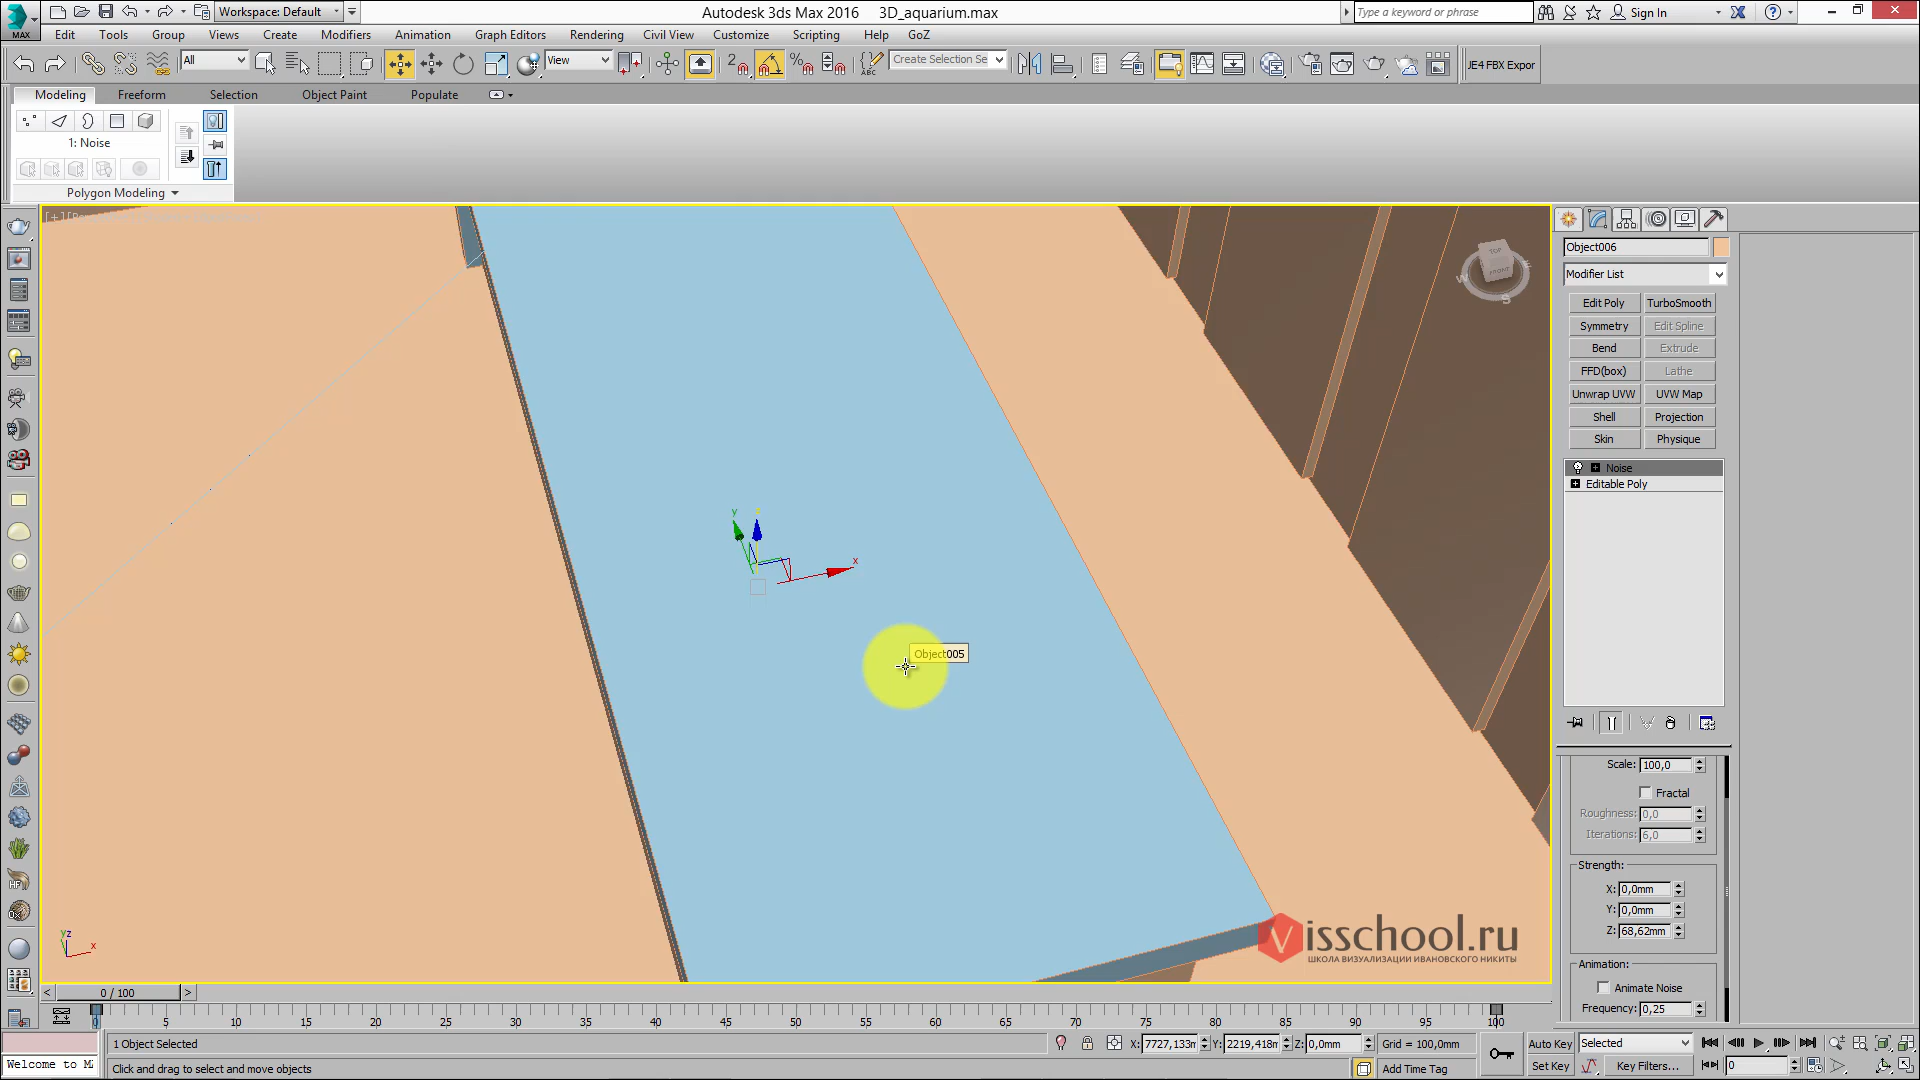 Workspace: Default
Autodesk 3ds Max 2016 3D_aquarium.max
Type a keyword or phrase
Sign In
MAX
Edit Tools Group Views Create Modifiers Animation Graph Editors Rendering Civil View Customize Scripting Help GoZ
All
View
Create Selection Se
JE4 FBX Expor
Modeling Freeform Selection Object Paint Populate
1: Noise
Polygon Modeling
TOP
FRONT
W
S
Object006
Modifier List
Edit Poly TurboSmooth
Symmetry Edit Spline
Bend Extrude
FFD(box) Lathe
Unwrap UVW UVW Map
Shell Projection
Skin Physique
Noise
Editable Poly
y
x
Object005
Scale: 100,0
Fractal
Roughness: 0,0
Iterations: 6,0
Strength:
X: 0,0mm
Y: 0,0mm
Z: 68,62mm
Animation:
Animate Noise
Frequency: 0,25
Visschool.ru
ШКОЛА ВИЗУАЛИЗАЦИИ ИВАНОВСКОГО НИКИТЫ
z
y
x
< 0 / 100 >
0 5 10 15 20 25 30 35 40 45 50 55 60 65 70 75 80 85 90 95 100
1 Object Selected
X: 7727,133m Y: 2219,418m Z: 0,0mm
Grid = 100,0mm
Auto Key
Selected
Welcome to M
Click and drag to select and move objects
Add Time Tag
Set Key
Key Filters...
0